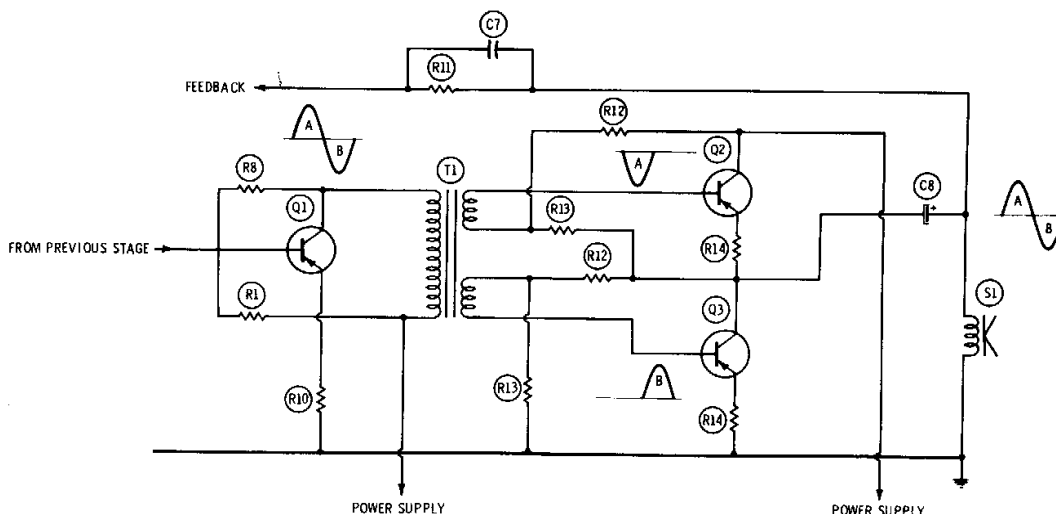 C7
R11
FEEDBACK
R12
A
B
Q2
A
R8
T1
Q1
C8
A
B
R13
R14
FROM PREVIOUS STAGE
R12
S1
R1
Q3
B
R13
R10
R14
POWER SUPPLY
POWER SUPPLY